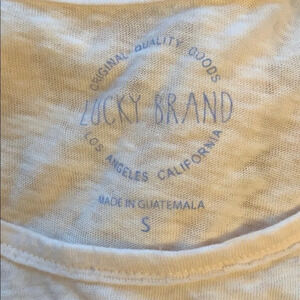 ORIGINAL QUALITY GOODS
LUCKY BRAND
LOS ANGELES CALIFORNIA
MADE IN GUATEMALA
S